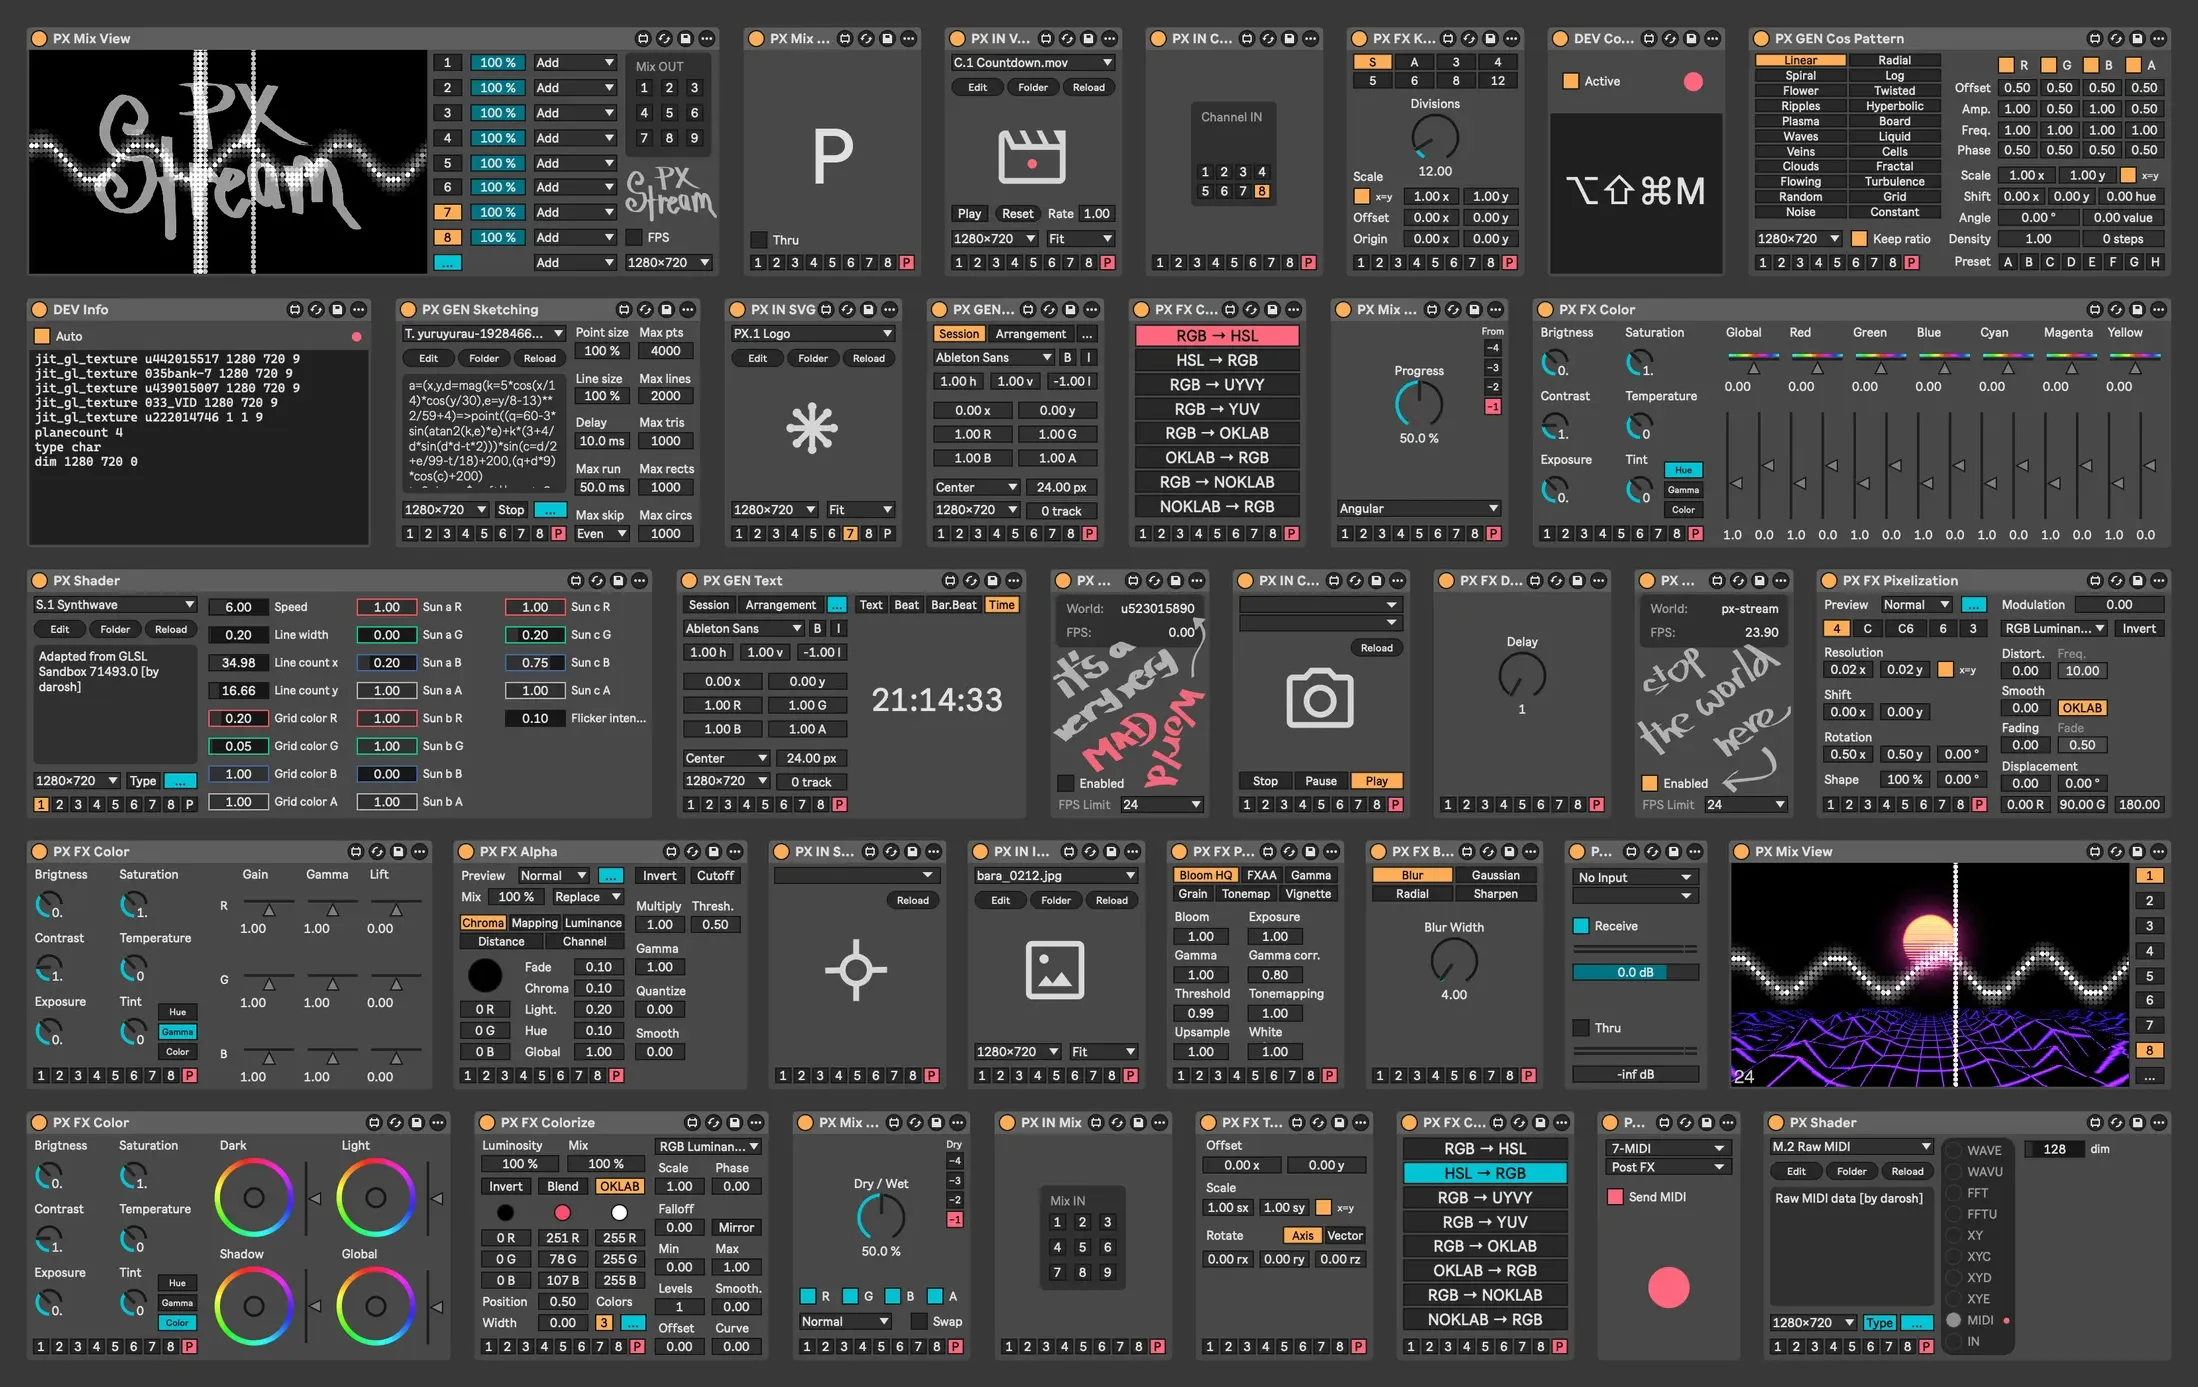 PX Mix View
PX
Stream
1 100 % Add
2 100 % Add
3 100 % Add
4 100 % Add
5 100 % Add
6 100 % Add
7 100 % Add
8 100 % Add
... Add
Mix OUT
1 2 3
4 5 6
7 8 9
PX
Stream
FPS
1280×720
PX Mix ...
P
Thru
1 2 3 4 5 6 7 8 P
PX IN V...
C.1 Countdown.mov
Edit Folder Reload
Play Reset Rate 1.00
1280×720 Fit
1 2 3 4 5 6 7 8 P
PX IN C...
Channel IN
1 2 3 4
5 6 7 8
1 2 3 4 5 6 7 8 P
PX FX K...
S A 3 4
5 6 8 12
Divisions
12.00
Scale
x=y 1.00 x 1.00 y
Offset 0.00 x 0.00 y
Origin 0.00 x 0.00 y
1 2 3 4 5 6 7 8 P
DEV Co...
Active
⌥⇧⌘M
PX GEN Cos Pattern
Linear Radial
Spiral Log
Flower Twisted
Ripples Hyperbolic
Plasma Board
Waves Liquid
Veins Cells
Clouds Fractal
Flowing Turbulence
Random Grid
Noise Constant
1280×720 Keep ratio
1 2 3 4 5 6 7 8 P
R G B A
Offset 0.50 0.50 0.50 0.50
Amp. 1.00 0.50 1.00 0.50
Freq. 1.00 1.00 1.00 1.00
Phase 0.50 0.50 0.50 0.50
Scale 1.00 x 1.00 y x=y
Shift 0.00 x 0.00 y 0.00 hue
Angle 0.00 ° 0.00 value
Density 1.00 0 steps
Preset A B C D E F G H
DEV Info
Auto
jit_gl_texture u442015517 1280 720 9
jit_gl_texture 035bank-7 1280 720 9
jit_gl_texture u439015007 1280 720 9
jit_gl_texture 033_VID 1280 720 9
jit_gl_texture u222014746 1 1 9
planecount 4
type char
dim 1280 720 0
PX GEN Sketching
T. yuruyurau-1928466...
Edit Folder Reload
a=(x,y,d=mag(k=5*cos(x/1
4)*cos(y/30),e=y/8-13)**
2/59+4)=>point((q=60-3*
sin(atan2(k,e)*e)+k*(3+4/
d*sin(d*d-t*2)))*sin(c=d/2
+e/99-t/18)+200,(q+d*9)
*cos(c)+200)
1280×720 Stop ...
1 2 3 4 5 6 7 8 P
Point size Max pts
100 % 4000
Line size Max lines
100 % 2000
Delay Max tris
10.0 ms 1000
Max run Max rects
50.0 ms 1000
Max skip Max circs
Even 1000
PX IN SVG
PX.1 Logo
Edit Folder Reload
1280×720 Fit
1 2 3 4 5 6 7 8 P
PX GEN...
Session Arrangement ...
Ableton Sans B I
1.00 h 1.00 v -1.00 l
0.00 x 0.00 y
1.00 R 1.00 G
1.00 B 1.00 A
Center 24.00 px
1280×720 0 track
1 2 3 4 5 6 7 8 P
PX FX C...
RGB → HSL
HSL → RGB
RGB → UYVY
RGB → YUV
RGB → OKLAB
OKLAB → RGB
RGB → NOKLAB
NOKLAB → RGB
1 2 3 4 5 6 7 8 P
PX Mix ...
From
-4
-3
-2
-1
Progress
50.0 %
Angular
1 2 3 4 5 6 7 8 P
PX FX Color
Brigtness Saturation
0. 1.
Contrast Temperature
1. 0
Exposure Tint
0. 0
Hue
Gamma
Color
1 2 3 4 5 6 7 8 P
Global Red Green Blue Cyan Magenta Yellow
0.00 0.00 0.00 0.00 0.00 0.00 0.00
1.0 0.0 1.0 0.0 1.0 0.0 1.0 0.0 1.0 0.0 1.0 0.0 1.0 0.0
PX Shader
S.1 Synthwave
Edit Folder Reload
Adapted from GLSL
Sandbox 71493.0 [by
darosh]
1280×720 Type ...
1 2 3 4 5 6 7 8 P
6.00 Speed 1.00 Sun a R 1.00 Sun c R
0.20 Line width 0.00 Sun a G 0.20 Sun c G
34.98 Line count x 0.20 Sun a B 0.75 Sun c B
16.66 Line count y 1.00 Sun a A 1.00 Sun c A
0.20 Grid color R 1.00 Sun b R 0.10 Flicker inten...
0.05 Grid color G 1.00 Sun b G
1.00 Grid color B 0.00 Sun b B
1.00 Grid color A 1.00 Sun b A
PX GEN Text
Session Arrangement ... Text Beat Bar.Beat Time
Ableton Sans B I
1.00 h 1.00 v -1.00 l
0.00 x 0.00 y
1.00 R 1.00 G
1.00 B 1.00 A
Center 24.00 px
1280×720 0 track
1 2 3 4 5 6 7 8 P
21:14:33
PX ...
World: u523015890
FPS: 0.00
it's a
very very
MAD
World
Enabled
FPS Limit 24
PX IN C...
Reload
Stop Pause Play
1 2 3 4 5 6 7 8 P
PX FX D...
Delay
1
1 2 3 4 5 6 7 8 P
PX ...
World: px-stream
FPS: 23.90
stop
the world
here
Enabled
FPS Limit 24
PX FX Pixelization
Preview Normal ... Modulation 0.00
4 C C6 6 3 RGB Luminan... Invert
Resolution
0.02 x 0.02 y x=y
Shift
0.00 x 0.00 y
Rotation
0.50 x 0.50 y 0.00 °
Shape 100 % 0.00 °
1 2 3 4 5 6 7 8 P
Distort. Freq.
0.00 10.00
Smooth
0.00 OKLAB
Fading Fade
0.00 0.50
Displacement
0.00 0.00 °
0.00 R 90.00 G 180.00
PX FX Color
Brigtness Saturation
0. 1.
Contrast Temperature
1. 0
Exposure Tint
0. 0
Hue
Gamma
Color
1 2 3 4 5 6 7 8 P
Gain Gamma Lift
R
1.00 1.00 0.00
G
1.00 1.00 0.00
B
1.00 1.00 0.00
PX FX Alpha
Preview Normal ... Invert Cutoff
Mix 100 % Replace
Chroma Mapping Luminance
Distance Channel
Fade 0.10
Chroma 0.10
0 R Light. 0.20
0 G Hue 0.10
0 B Global 1.00
1 2 3 4 5 6 7 8 P
Multiply Thresh.
1.00 0.50
Gamma
1.00
Quantize
0.00
Smooth
0.00
PX IN S...
Reload
1 2 3 4 5 6 7 8 P
PX IN I...
bara_0212.jpg
Edit Folder Reload
1280×720 Fit
1 2 3 4 5 6 7 8 P
PX FX P...
Bloom HQ FXAA Gamma
Grain Tonemap Vignette
Bloom Exposure
1.00 1.00
Gamma Gamma corr.
1.00 0.80
Threshold Tonemapping
0.99 1.00
Upsample White
1.00 1.00
1 2 3 4 5 6 7 8 P
PX FX B...
Blur Gaussian
Radial Sharpen
Blur Width
4.00
1 2 3 4 5 6 7 8 P
P...
No Input
Receive
0.0 dB
Thru
-inf dB
PX Mix View
24
1
2
3
4
5
6
7
8
...
PX FX Color
Brigtness Saturation
0. 1.
Contrast Temperature
1. 0
Exposure Tint
0. 0
Hue
Gamma
Color
1 2 3 4 5 6 7 8 P
Dark Light
Shadow Global
PX FX Colorize
Luminosity Mix RGB Luminan...
100 % 100 %
Invert Blend OKLAB
0 R 251 R 255 R
0 G 78 G 255 G
0 B 107 B 255 B
Position 0.50 Colors
Width 0.00 3 ...
1 2 3 4 5 6 7 8 P
Scale Phase
1.00 0.00
Falloff
0.00 Mirror
Min Max
0.00 1.00
Levels Smooth.
1 0.00
Offset Curve
0.00 0.00
PX Mix ...
Dry
-4
-3
-2
-1
Dry / Wet
50.0 %
R G B A
Normal Swap
1 2 3 4 5 6 7 8 P
PX IN Mix
Mix IN
1 2 3
4 5 6
7 8 9
1 2 3 4 5 6 7 8 P
PX FX T...
Offset
0.00 x 0.00 y
Scale
1.00 sx 1.00 sy x=y
Rotate Axis Vector
0.00 rx 0.00 ry 0.00 rz
1 2 3 4 5 6 7 8 P
PX FX C...
RGB → HSL
HSL → RGB
RGB → UYVY
RGB → YUV
RGB → OKLAB
OKLAB → RGB
RGB → NOKLAB
NOKLAB → RGB
1 2 3 4 5 6 7 8 P
P...
7-MIDI
Post FX
Send MIDI
PX Shader
M.2 Raw MIDI
Edit Folder Reload
Raw MIDI data [by darosh]
1280×720 Type ...
1 2 3 4 5 6 7 8 P
WAVE
WAVU
FFT
FFTU
XY
XYC
XYD
XYE
MIDI
IN
128 dim